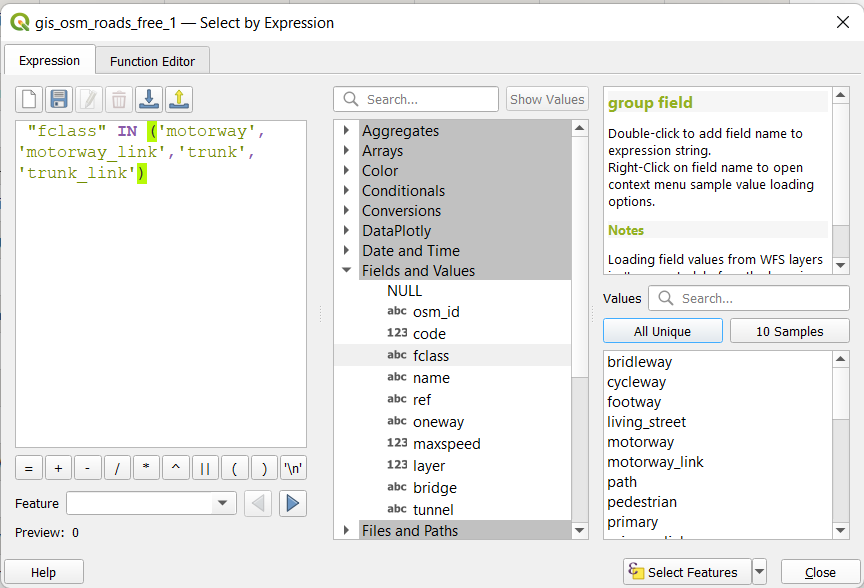 gis_osm_roads_free_1 — Select by Expression
Expression
Function Editor
"fclass" IN ('motorway',
'motorway_link','trunk',
'trunk_link')
= + - / * ^ || ( ) '\n'
Feature
Preview: 0
Help
Search...
Show Values
Aggregates
Arrays
Color
Conditionals
Conversions
DataPlotly
Date and Time
Fields and Values
NULL
abc osm_id
123 code
abc fclass
abc name
abc ref
abc oneway
123 maxspeed
123 layer
abc bridge
abc tunnel
Files and Paths
group field
Double-click to add field name to
expression string.
Right-Click on field name to open
context menu sample value loading
options.
Notes
Loading field values from WFS layers
Values
Search...
All Unique
10 Samples
bridleway
cycleway
footway
living_street
motorway
motorway_link
path
pedestrian
primary
Select Features
Close